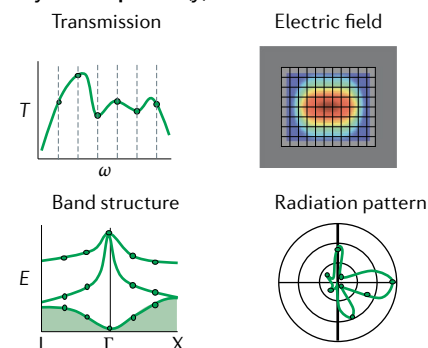 Transmission
Electric field
T
ω
Band structure
Radiation pattern
E
Γ
X